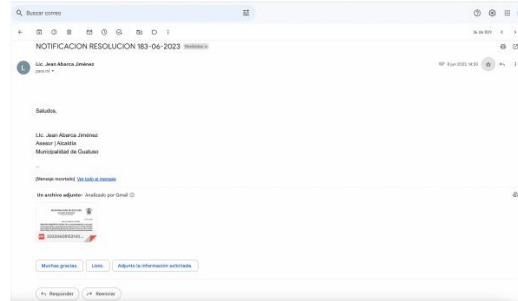 Buscar correo
NOTIFICACION RESOLUCION 183-06-2023
Lic. Jean Abarca Jiménez
para mí
Saludos,
Lic. Jean Abarca Jiménez
Asesor | Alcaldía
Municipalidad de Guatuso
...
[Mensaje recortado] Ver todo el mensaje
Un archivo adjunto · Analizado por Gmail
Muchas gracias.
Listo.
Adjunto la información solicitada.
Responder
Reenviar